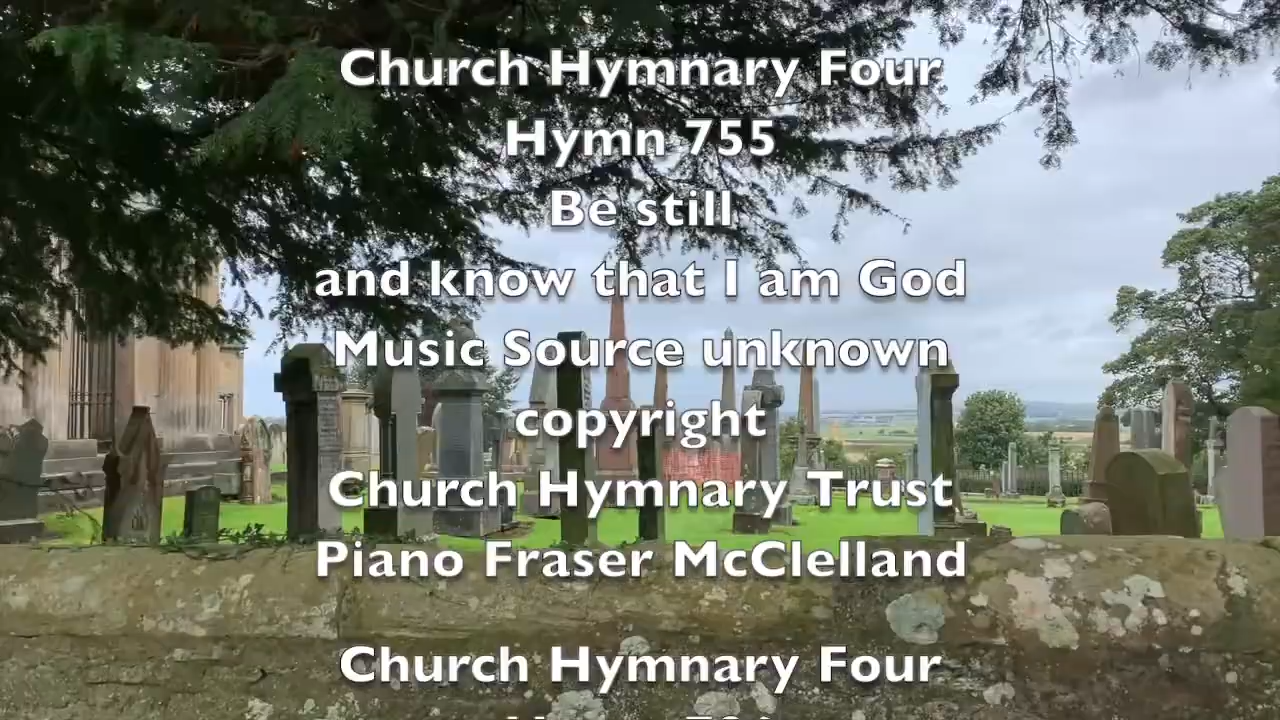 Church Hymnary Four
Hymn 755
Be still
and know that I am God
Music Source unknown
copyright
Church Hymnary Trust
Piano Fraser McClelland
Church Hymnary Four